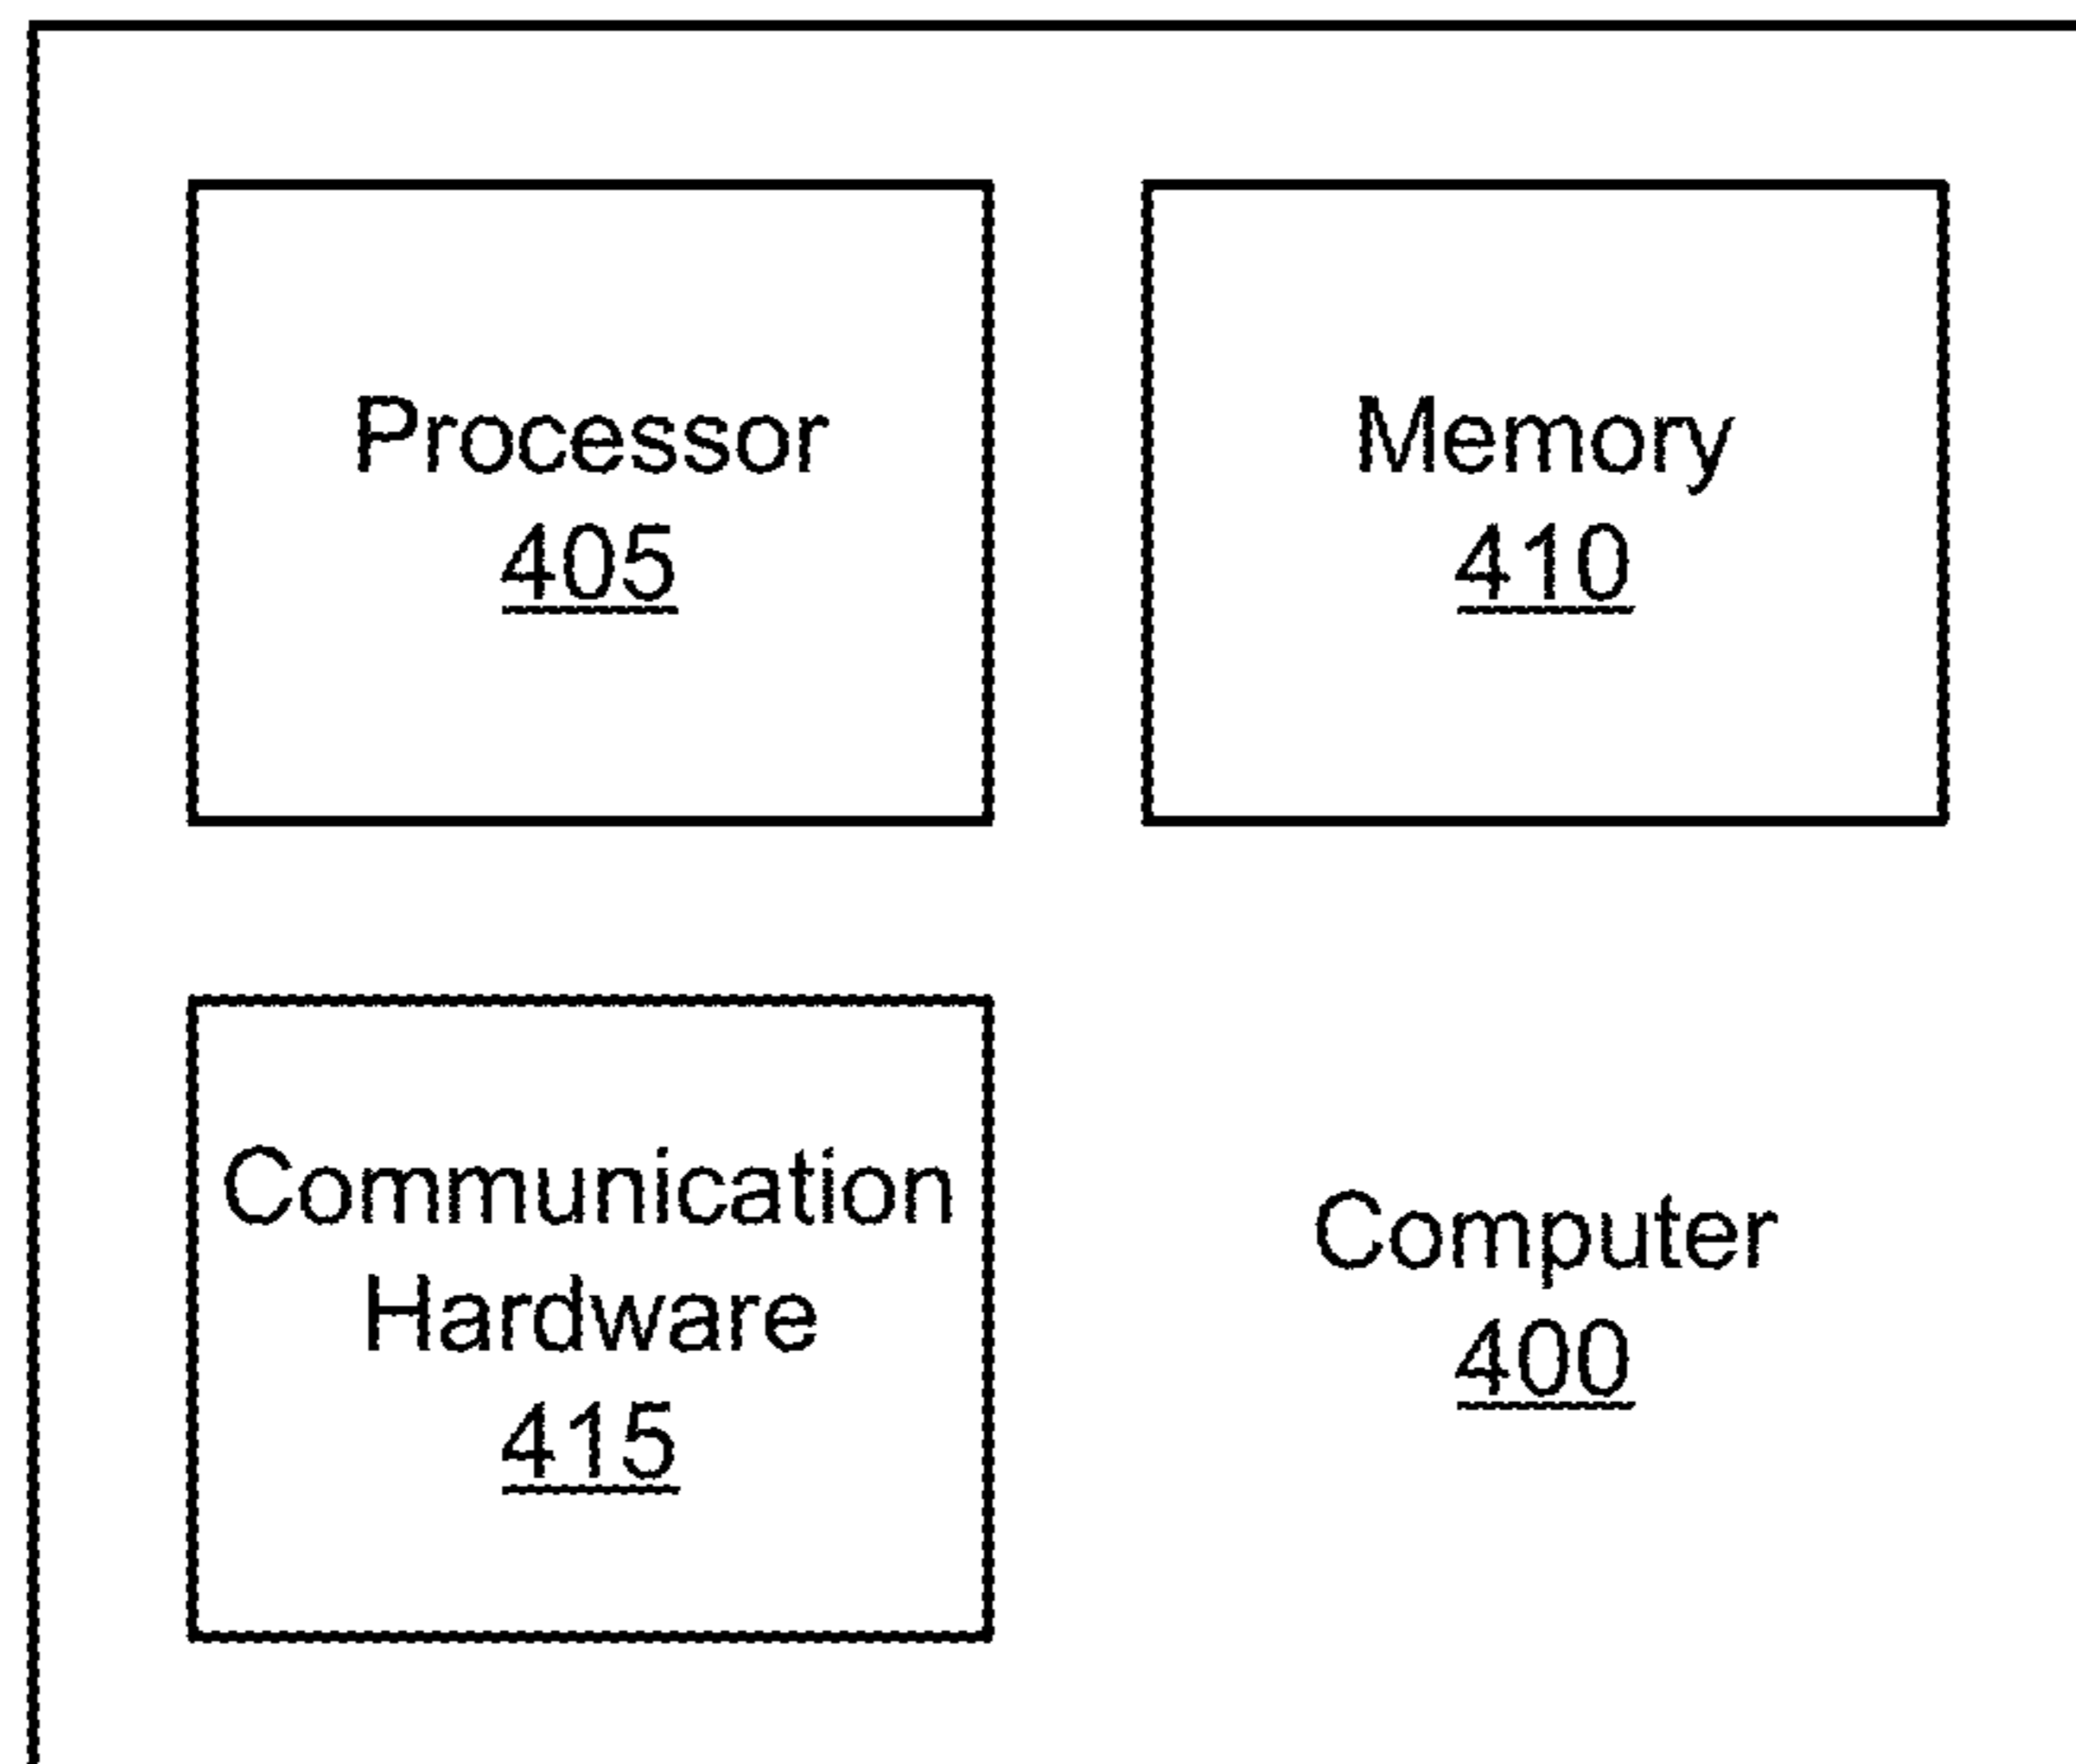 Processor
405
Memory
410
Communication
Hardware
415
Computer
400